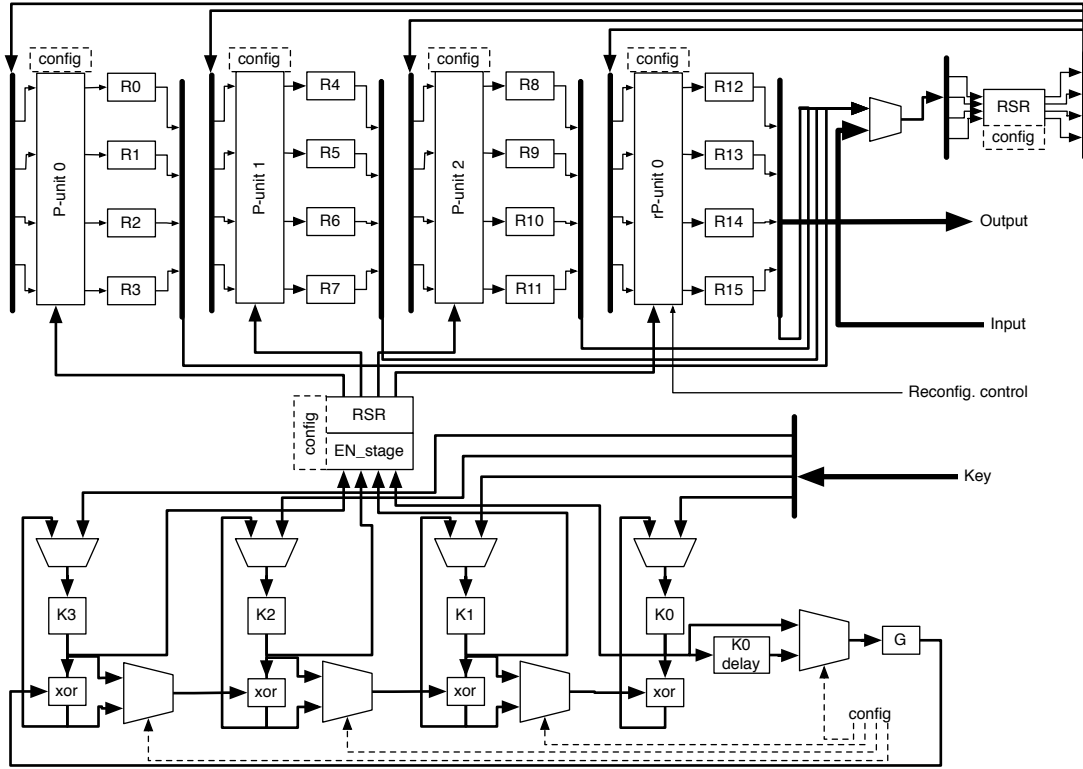 config
config
config
config
P-unit 0
R0
R1
R2
R3
P-unit 1
R4
R5
R6
R7
P-unit 2
R8
R9
R10
R11
rP-unit 0
R12
R13
R14
R15
RSR
config
Output
Input
Reconfig. control
config
RSR
EN_stage
Key
K3
K2
K1
K0
xor
xor
xor
xor
K0
delay
G
config